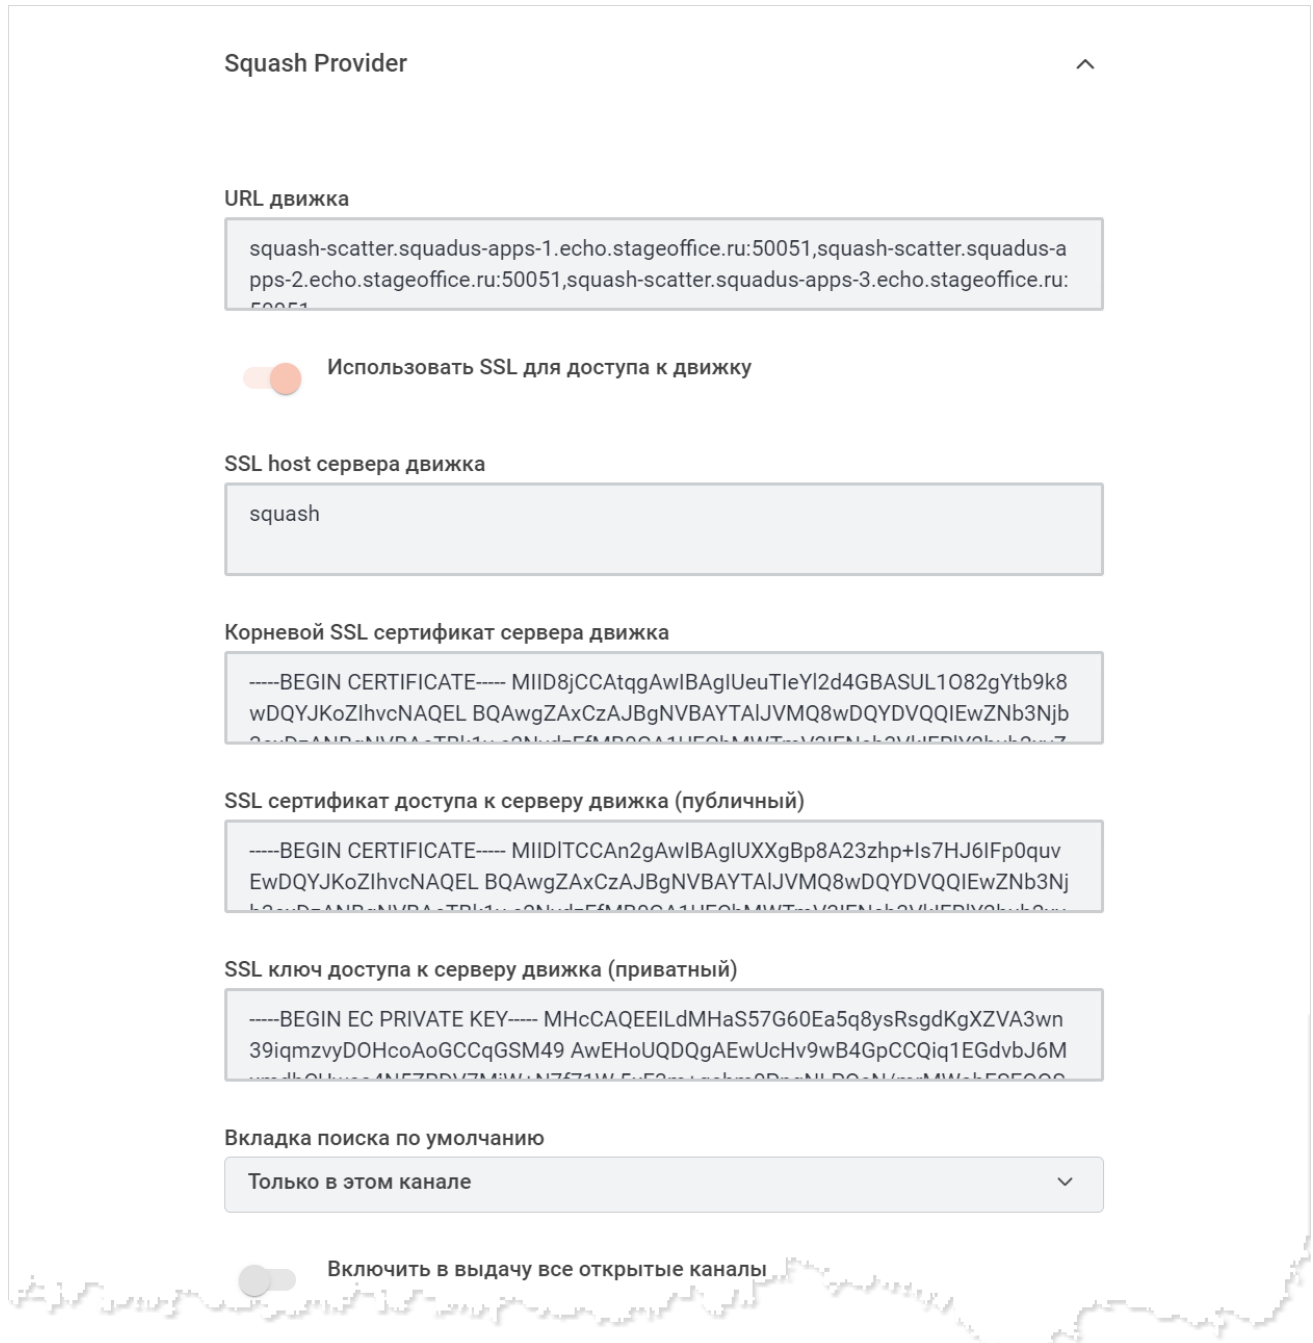 Squash Provider
URL движка
squash-scatter.squadus-apps-1.echo.stageoffice.ru:50051,squash-scatter.squadus-a
pps-2.echo.stageoffice.ru:50051,squash-scatter.squadus-apps-3.echo.stageoffice.ru:
50051
Использовать SSL для доступа к движку
SSL host сервера движка
squash
Корневой SSL сертификат сервера движка
-----BEGIN CERTIFICATE----- MIID8jCCAtqgAwIBAgIUeuTIeYl2d4GBASUL1O82gYtb9k8
wDQYJKoZIhvcNAQEL BQAwgZAxCzAJBgNVBAYTAlJVMQ8wDQYDVQQIEwZNb3Njb
SSL сертификат доступа к серверу движка (публичный)
-----BEGIN CERTIFICATE----- MIIDlTCCAn2gAwIBAgIUXXgBp8A23zhp+Is7HJ6IFp0quv
EwDQYJKoZIhvcNAQEL BQAwgZAxCzAJBgNVBAYTAlJVMQ8wDQYDVQQIEwZNb3Nj
SSL ключ доступа к серверу движка (приватный)
-----BEGIN EC PRIVATE KEY----- MHcCAQEEILdMHaS57G60Ea5q8ysRsgdKgXZVA3wn
39iqmzvyDOHcoAoGCCqGSM49 AwEHoUQDQgAEwUcHv9wB4GpCCQiq1EGdvbJ6M
Вкладка поиска по умолчанию
Только в этом канале
Включить в выдачу все открытые каналы